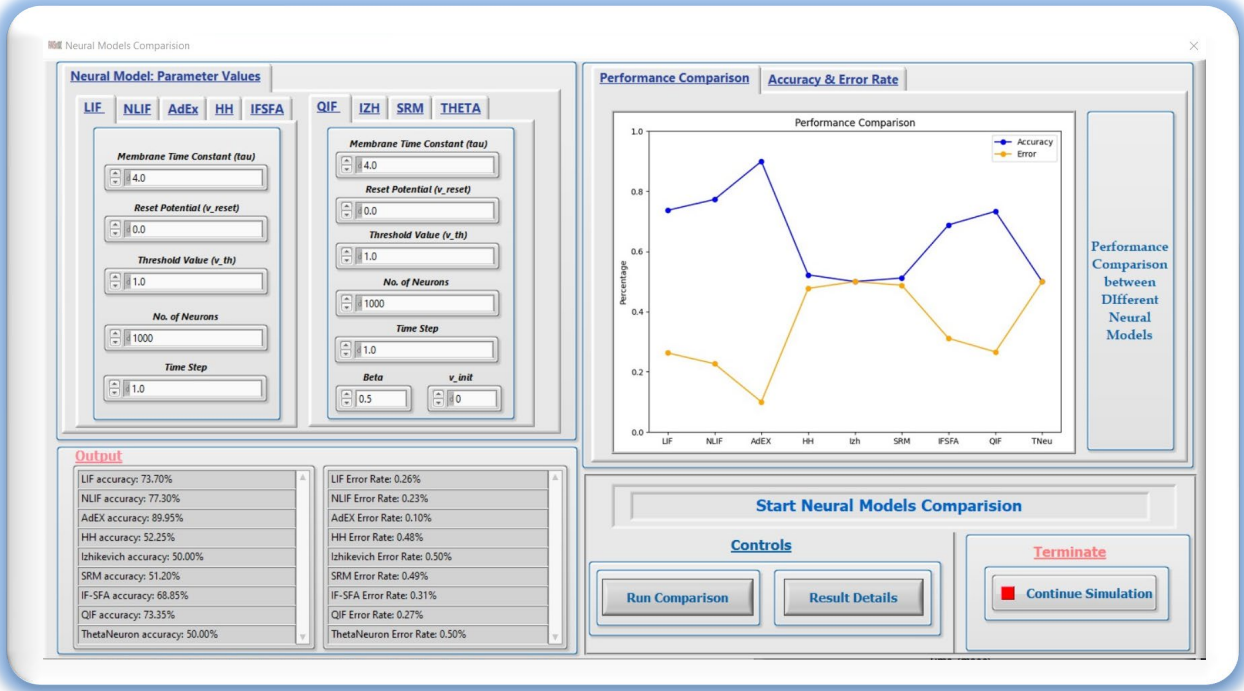 Neural Models Comparision
Neural Model: Parameter Values
LIF NLIF AdEx HH IFSFA
Membrane Time Constant (tau)
4.0
Reset Potential (v_reset)
0.0
Threshold Value (v_th)
1.0
No. of Neurons
1000
Time Step
1.0
QIF IZH SRM THETA
Membrane Time Constant (tau)
4.0
Reset Potential (v_reset)
0.0
Threshold Value (v_th)
1.0
No. of Neurons
1000
Time Step
1.0
Beta v_init
0.5 0
Performance Comparison Accuracy & Error Rate
Performance Comparison
Accuracy
Error
1.0
0.8
0.6
0.4
0.2
0.0
Percentage
LIF NLIF AdEX HH Izh SRM IFSFA QIF TNeu
Performance
Comparison
between
DIfferent
Neural
Models
Output
LIF accuracy: 73.70%
NLIF accuracy: 77.30%
AdEX accuracy: 89.95%
HH accuracy: 52.25%
Izhikevich accuracy: 50.00%
SRM accuracy: 51.20%
IF-SFA accuracy: 68.85%
QIF accuracy: 73.35%
ThetaNeuron accuracy: 50.00%
LIF Error Rate: 0.26%
NLIF Error Rate: 0.23%
AdEX Error Rate: 0.10%
HH Error Rate: 0.48%
Izhikevich Error Rate: 0.50%
SRM Error Rate: 0.49%
IF-SFA Error Rate: 0.31%
QIF Error Rate: 0.27%
ThetaNeuron Error Rate: 0.50%
Start Neural Models Comparision
Controls
Run Comparison
Result Details
Terminate
Continue Simulation